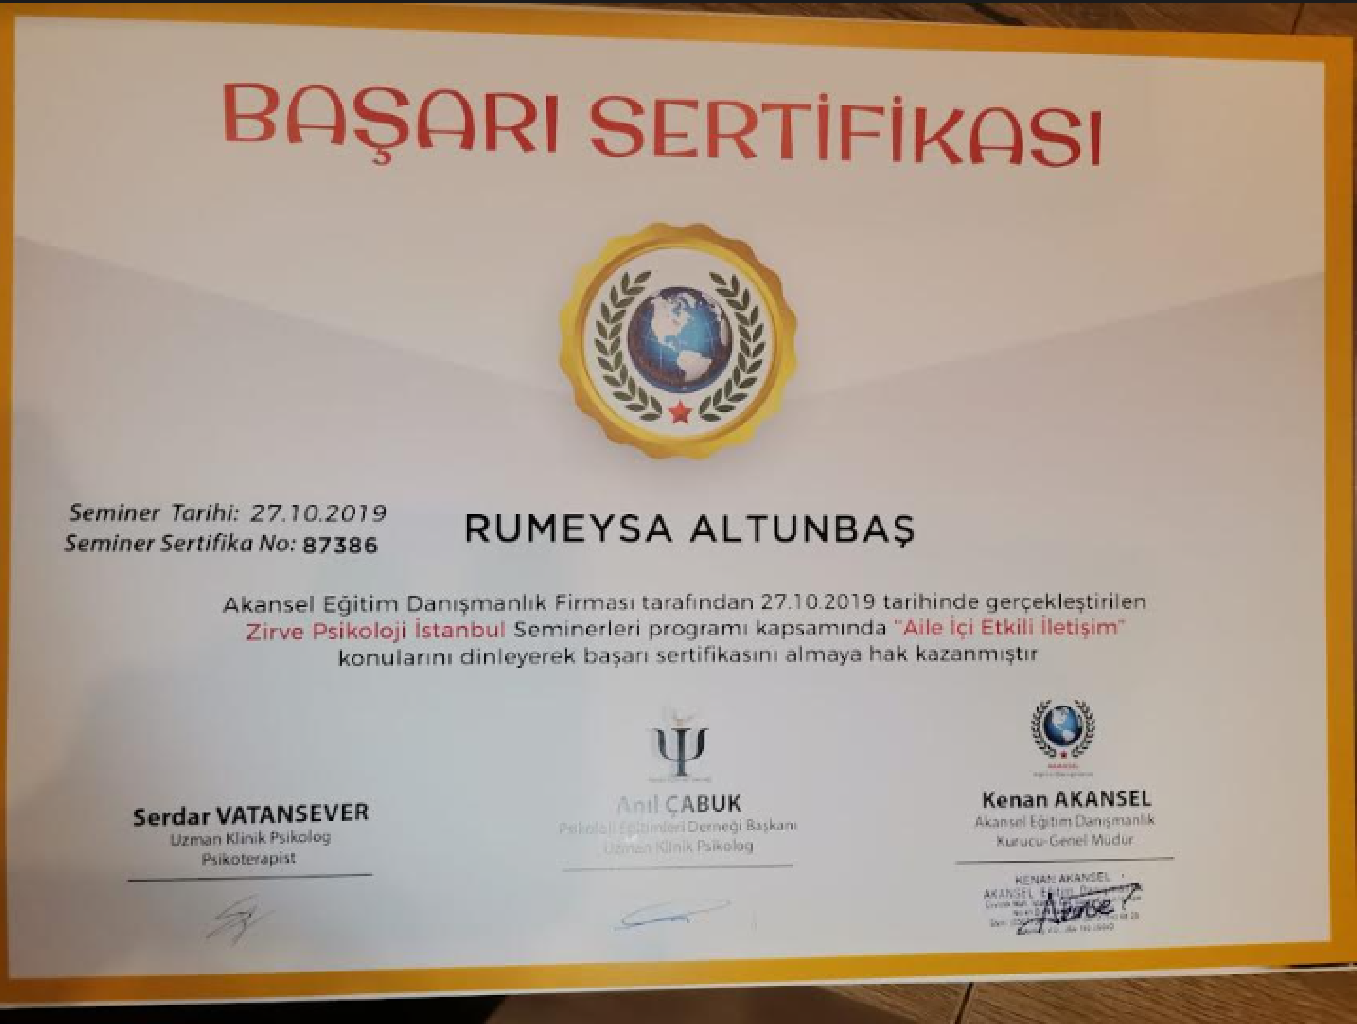 BAŞARI SERTİFİKASI
Seminer Tarihi: 27.10.2019
Seminer Sertifika No: 87386
RUMEYSA ALTUNBAŞ
Akansel Eğitim Danışmanlık Firması tarafından 27.10.2019 tarihinde gerçekleştirilen
Zirve Psikoloji İstanbul Seminerleri programı kapsamında "Aile İçi Etkili İletişim"
konularını dinleyerek başarı sertifikasını almaya hak kazanmıştır
Serdar VATANSEVER
Uzman Klinik Psikolog
Psikoterapist
Anıl ÇABUK
Psikoloji Eğitimleri Derneği Başkanı
Uzman Klinik Psikolog
AKANSEL
Kenan AKANSEL
Akansel Eğitim Danışmanlık
Kurucu-Genel Müdür
KENAN AKANSEL
AKANSEL Eğitim